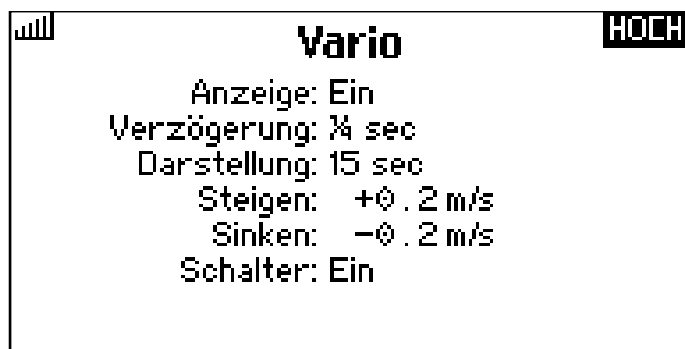 Vario
HOCH
Anzeige: Ein
Verzögerung: ¼ sec
Darstellung: 15 sec
Steigen: +0.2 m/s
Sinken: -0.2 m/s
Schalter: Ein